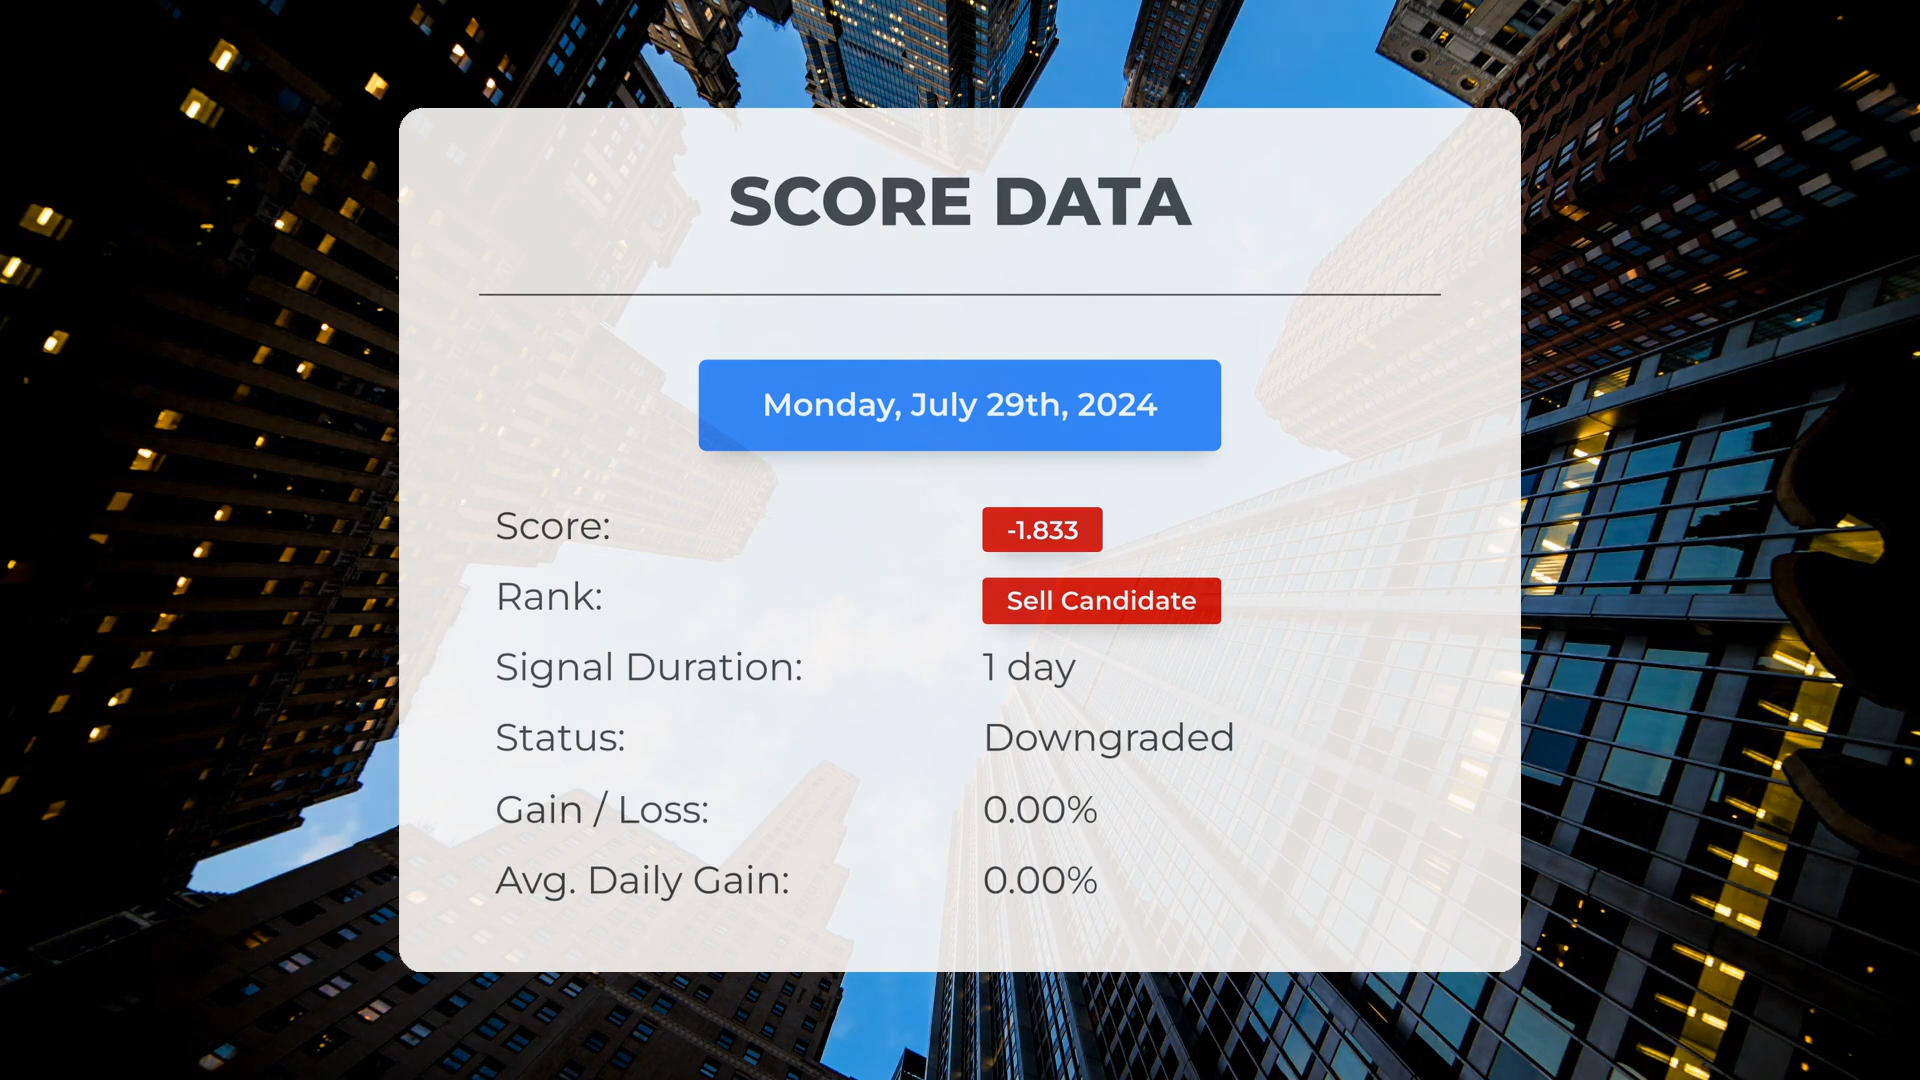 SCORE DATA
Monday, July 29th, 2024
Score: -1.833
Rank: Sell Candidate
Signal Duration: 1 day
Status: Downgraded
Gain / Loss: 0.00%
Avg. Daily Gain: 0.00%